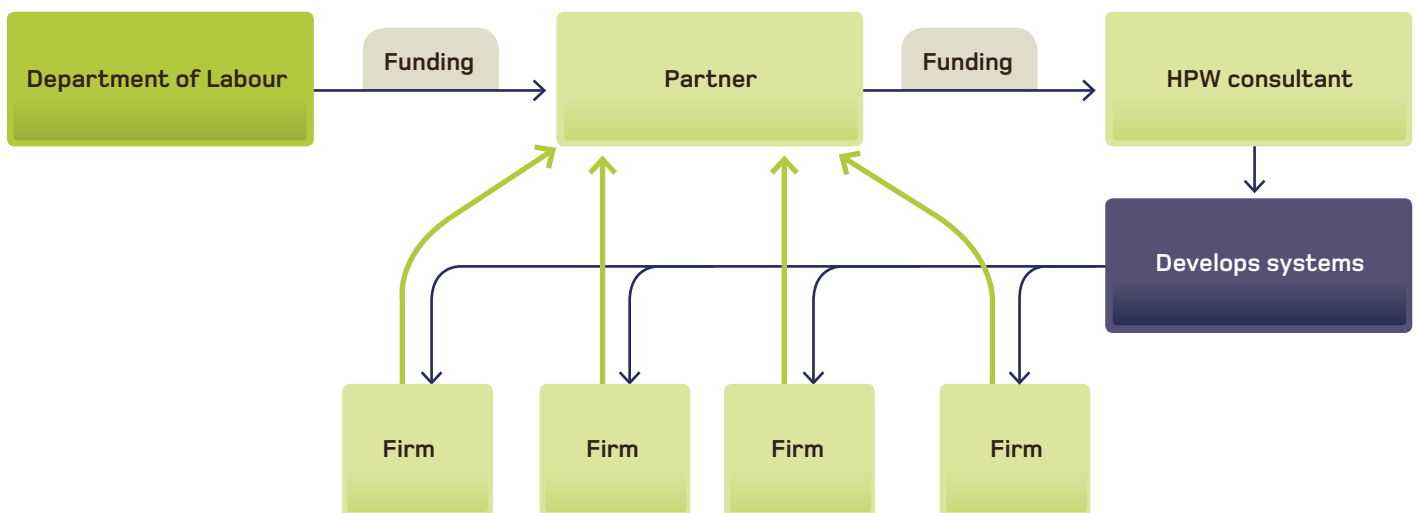 Department of Labour
Funding
Partner
Funding
HPW consultant
Develops systems
Firm
Firm
Firm
Firm